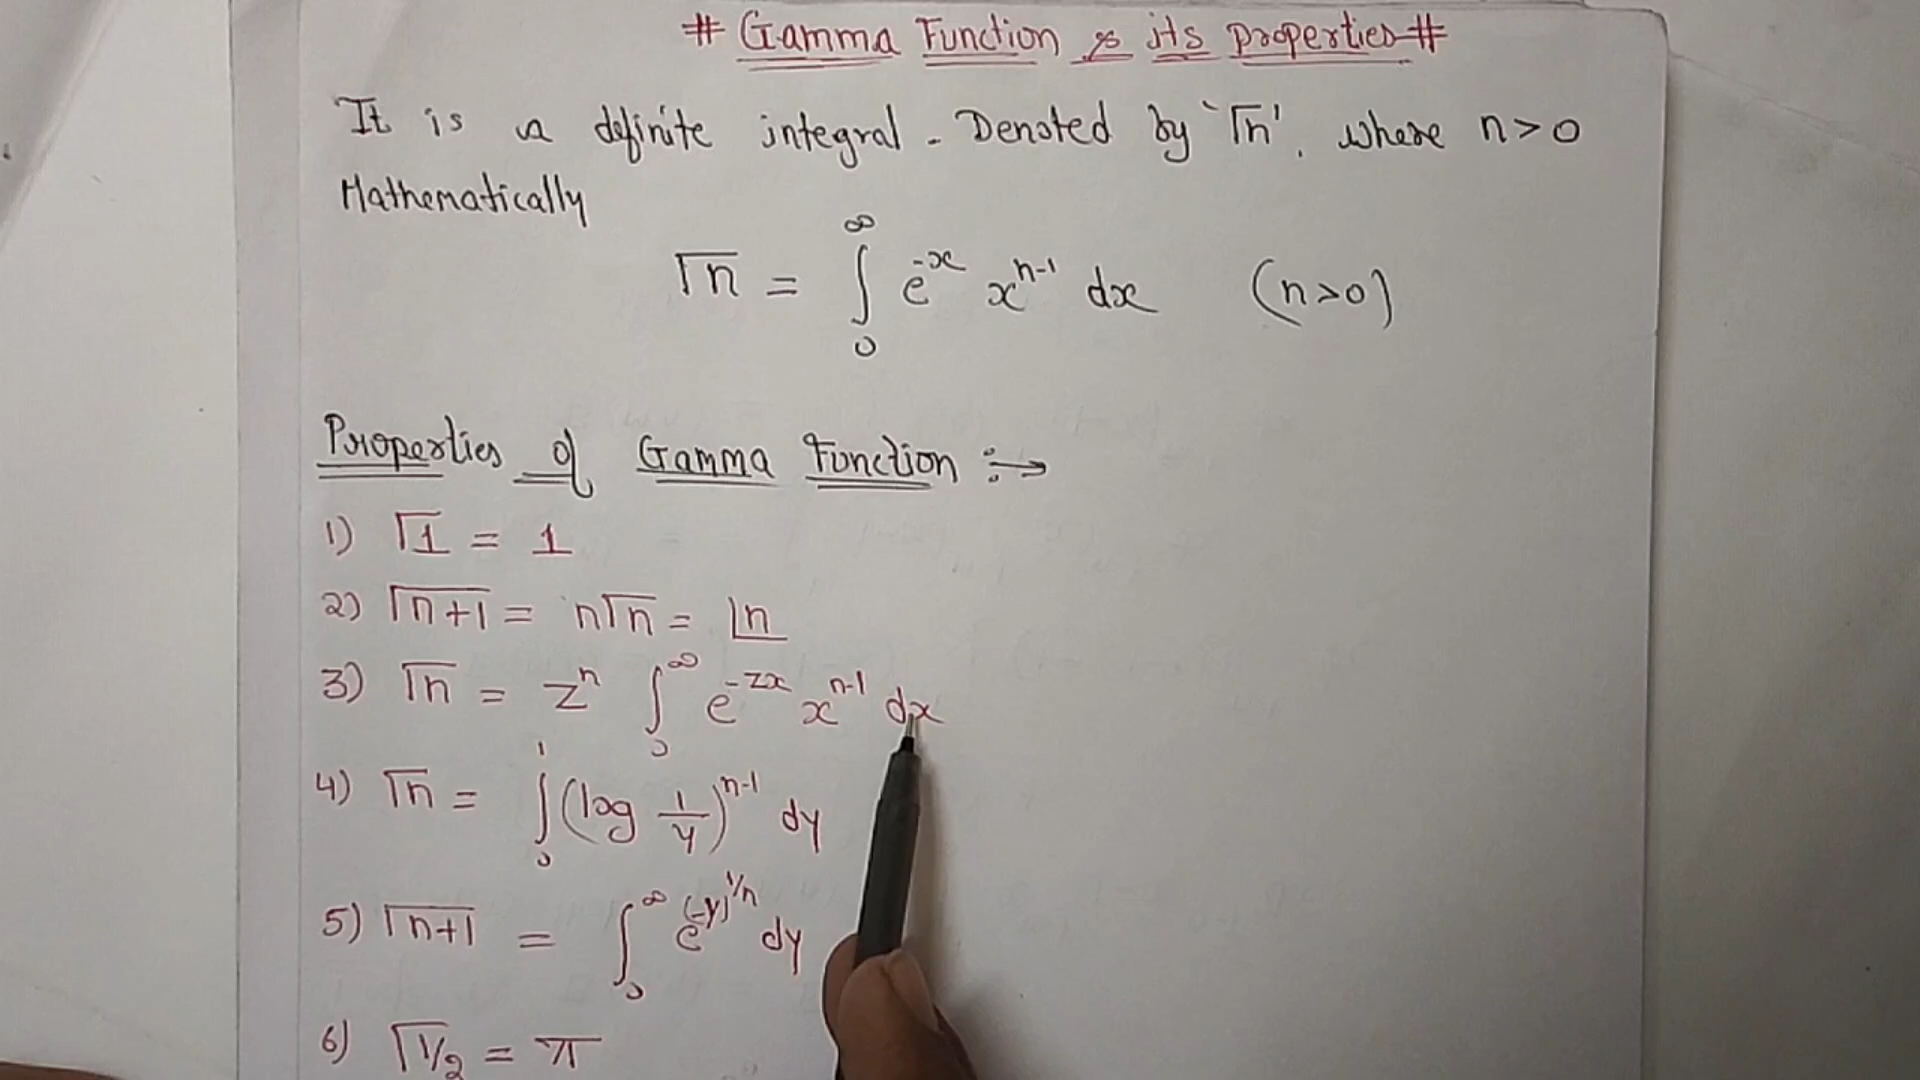 # Gamma Function & its Properties #
It is a definite integral. Denoted by 'Γn', where n>0
Mathematically
Γn = ∫₀^∞ e^-x x^n-1 dx (n>0)
Properties of Gamma Function :→
1) Γ1 = 1
2) Γn+1 = nΓn = |n
3) Γn = z^n ∫₀^∞ e^-zx x^n-1 dx
4) Γn = ∫₀^1 (log 1/y)^n-1 dy
5) Γn+1 = ∫₀^∞ e^(-y)^1/n dy
6) Γ1/2 = π